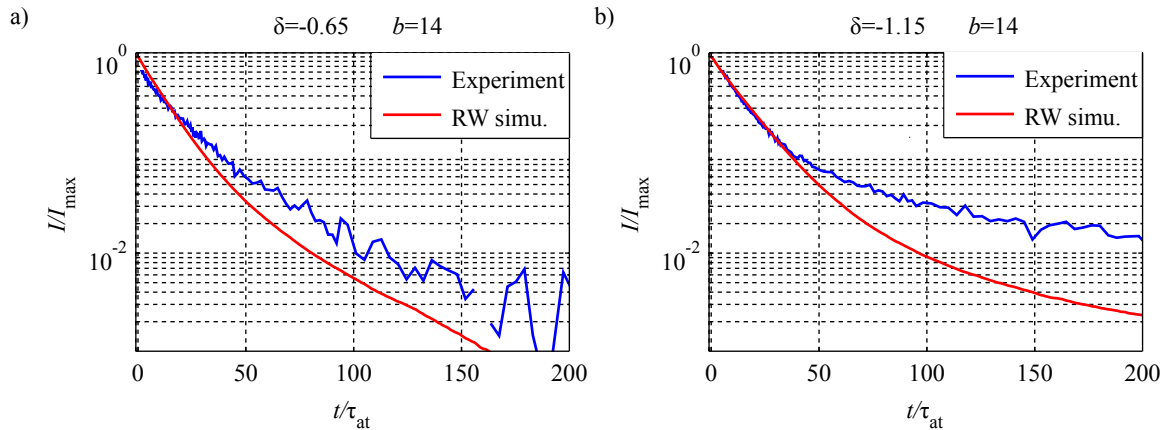 a)
δ=-0.65 b=14
10^0
10^-2
I/I_max
Experiment
RW simu.
0 50 100 150 200
t/τ_at
b)
δ=-1.15 b=14
10^0
10^-2
I/I_max
Experiment
RW simu.
0 50 100 150 200
t/τ_at